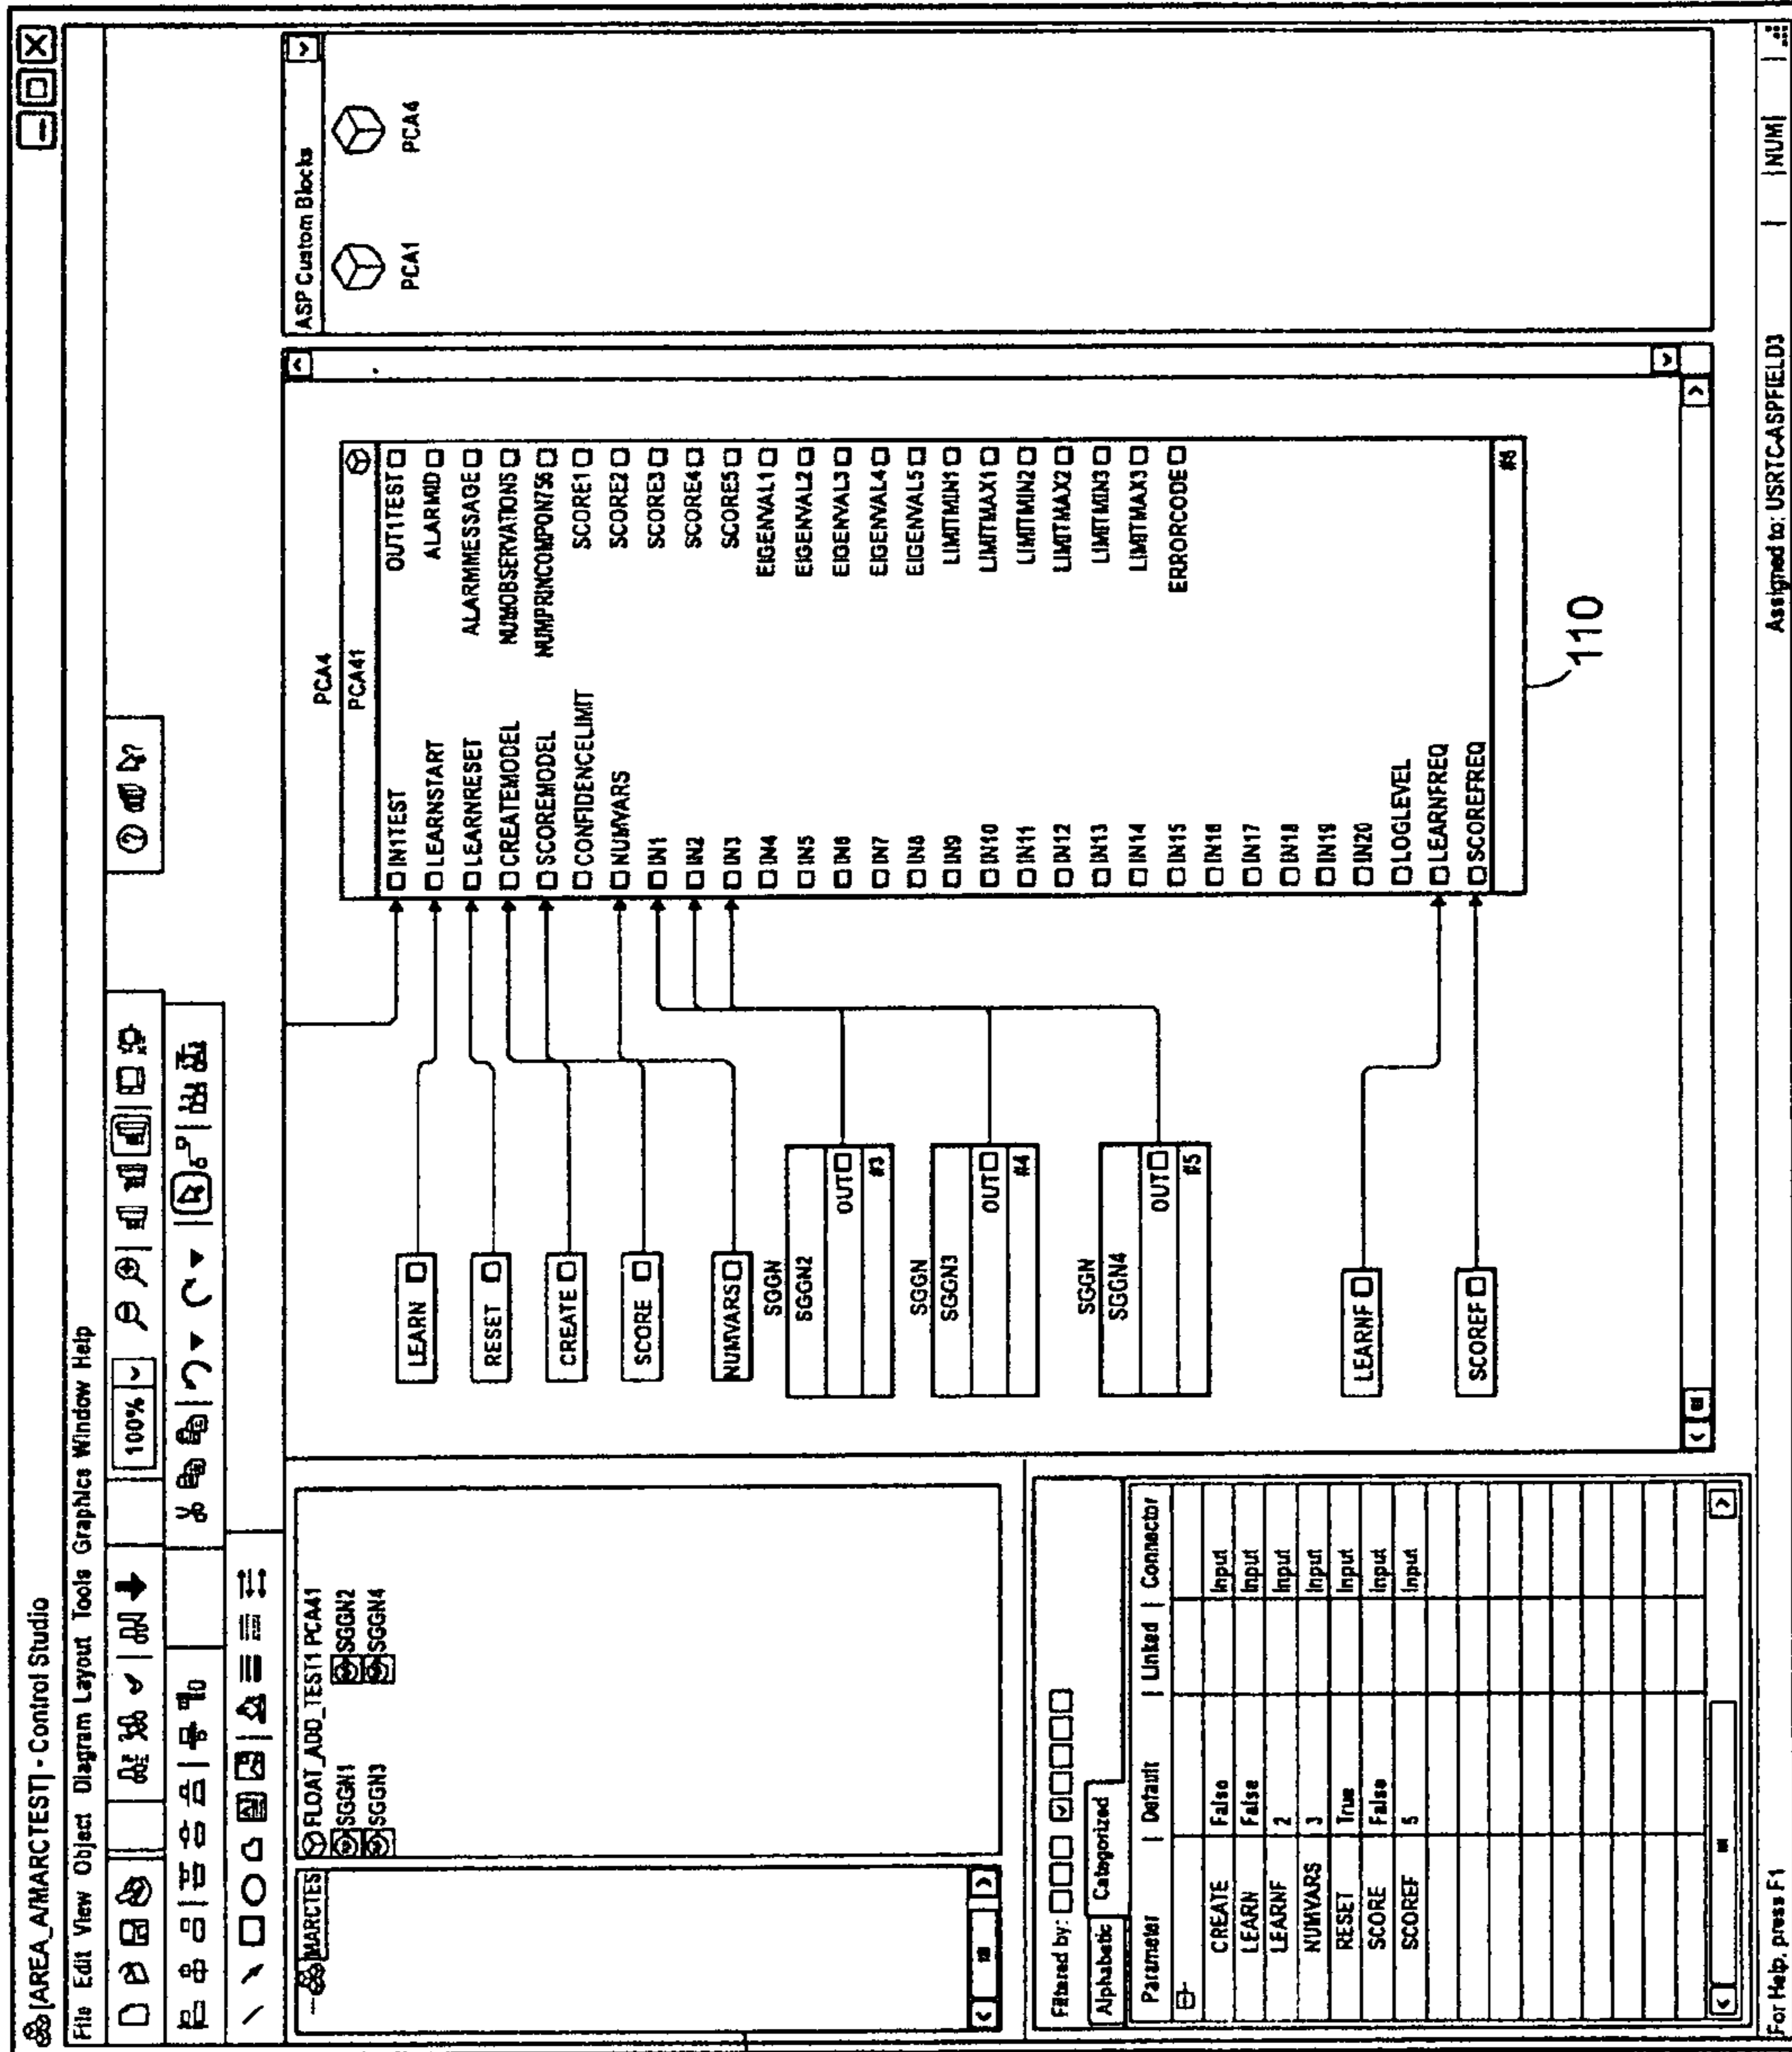 [AREA_A/MARCTEST] - Control Studio
File Edit View Object Diagram Layout Tools Graphics Window Help
100%
MARCTES
FLOAT_ADD_TEST1 PCA41
SGGN1 SGGN2
SGGN3 SGGN4
Filtered by:
Alphabetic Catagorized
Parameter Default Linked Connector
CREATE False Input
LEARN False Input
LEARNF 2 Input
NUMVARS 3 Input
RESET True Input
SCORE False Input
SCOREF 5 Input
LEARN
RESET
CREATE
SCORE
NUMVARS
SGGN
SGGN2
OUT
#3
SGGN
SGGN3
OUT
#4
SGGN
SGGN4
OUT
#5
LEARNF
SCOREF
PCA4
PCA41
IN1TEST OUT1TEST
LEARNSTART ALARMID
LEARNRESET ALARMMESSAGE
CREATEMODEL NUMOBSERVATIONS
SCOREMODEL NUMPRINCOMPON756
CONFIDENCELIMIT SCORE1
NUMVARS SCORE2
IN1 SCORE3
IN2 SCORE4
IN3 SCORE5
IN4 EIGENVAL1
IN5 EIGENVAL2
IN6 EIGENVAL3
IN7 EIGENVAL4
IN8 EIGENVAL5
IN9 LIMITMIN1
IN10 LIMITMAX1
IN11 LIMITMIN2
IN12 LIMITMAX2
IN13 LIMITMIN3
IN14 LIMITMAX3
IN15 ERRORCODE
IN16
IN17
IN18
IN19
IN20
LOGLEVEL
LEARNFREQ
SCOREFREQ
#6
110
ASP Custom Blocks
PCA1 PCA4
For Help, press F1 Assigned to: USRTC-ASPFIELD3 NUM